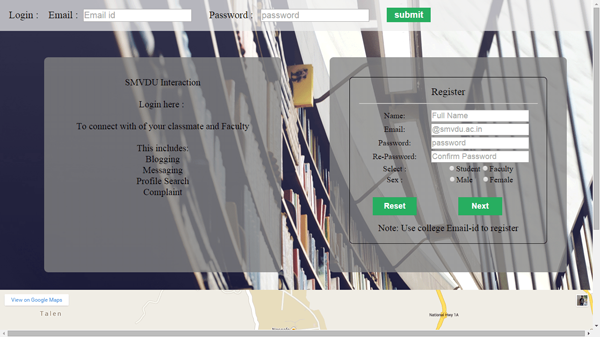 Login : Email : Email id Password : password submit
SMVDU Interaction
Login here :
To connect with of your classmate and Faculty
This includes:
Blogging
Messaging
Profile Search
Complaint
Register
Name: Full Name
Email: @smvdu.ac.in
Password: password
Re-Password: Confirm Password
Select : Student Faculty
Sex : Male Female
Reset Next
Note: Use college Email-id to register
View on Google Maps
Talen
National Hwy 1A